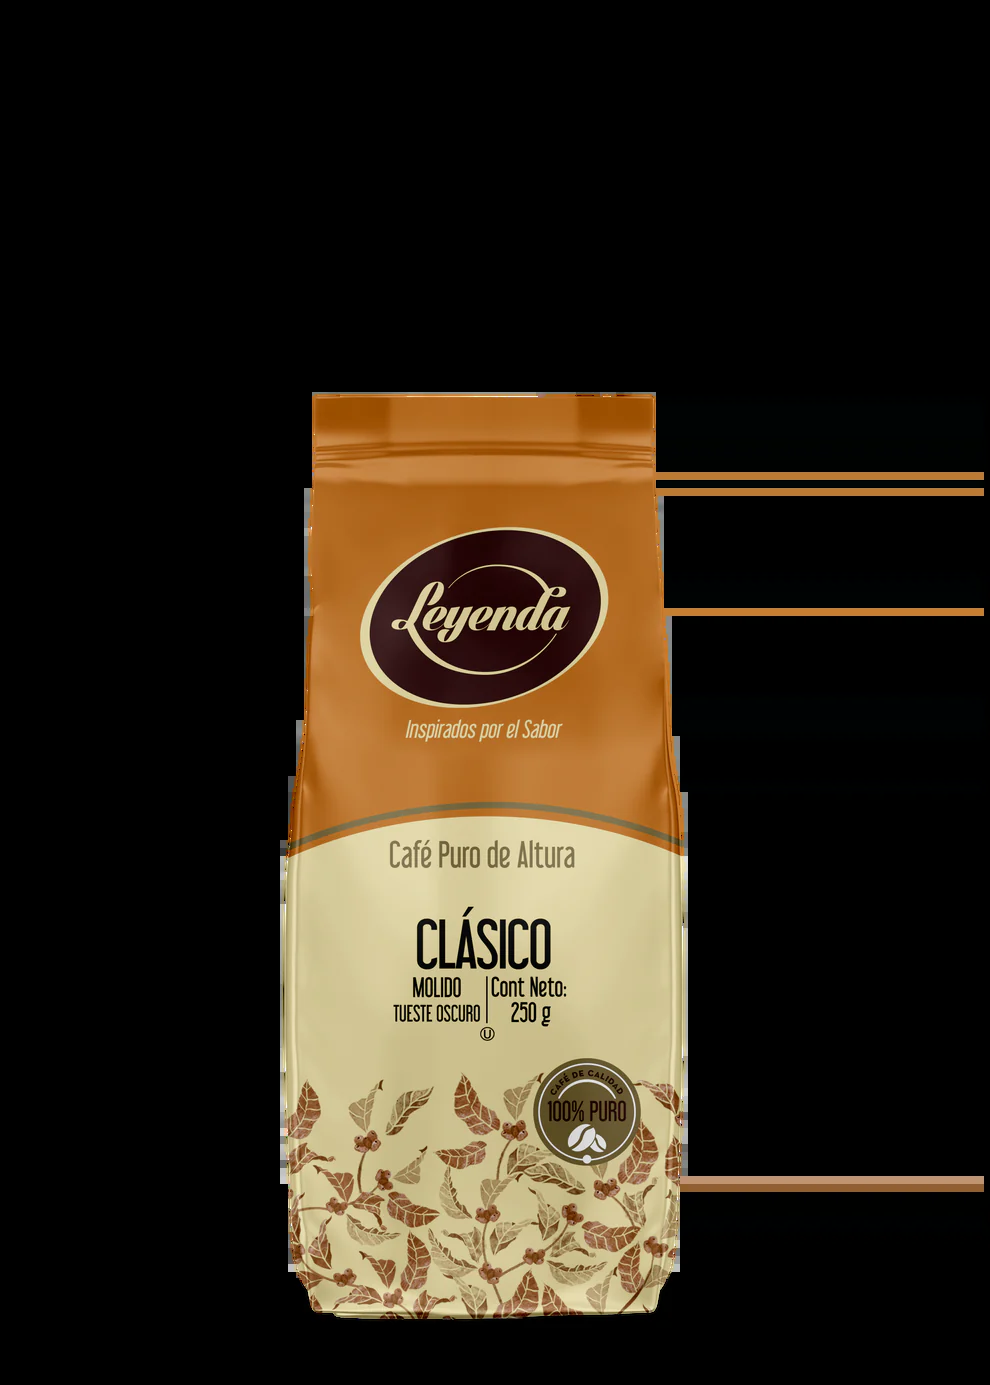 Leyenda
Inspirados por el Sabor
Café Puro de Altura
CLÁSICO
MOLIDO
TUESTE OSCURO
Cont Neto:
250 g
U
CAFÉ DE CALIDAD
100% PURO